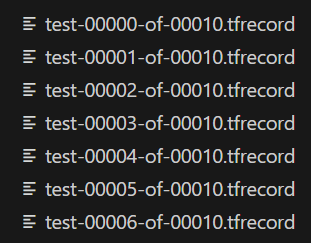 test-00000-of-00010.tfrecord
test-00001-of-00010.tfrecord
test-00002-of-00010.tfrecord
test-00003-of-00010.tfrecord
test-00004-of-00010.tfrecord
test-00005-of-00010.tfrecord
test-00006-of-00010.tfrecord